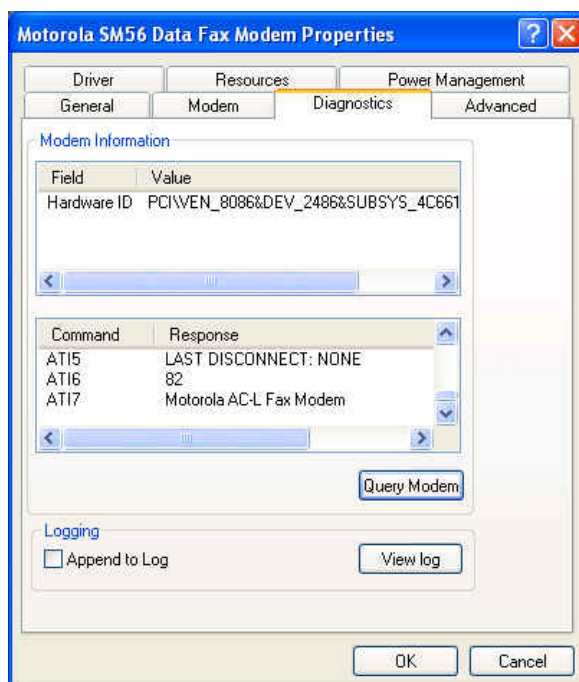 Motorola SM56 Data Fax Modem Properties
Driver Resources Power Management
General Modem Diagnostics Advanced
Modem Information
Field Value
Hardware ID PCI\VEN_8086&DEV_2486&SUBSYS_4C661
Command Response
ATI5 LAST DISCONNECT: NONE
ATI6 82
ATI7 Motorola AC-L Fax Modem
Query Modem
Logging
Append to Log View log
OK Cancel